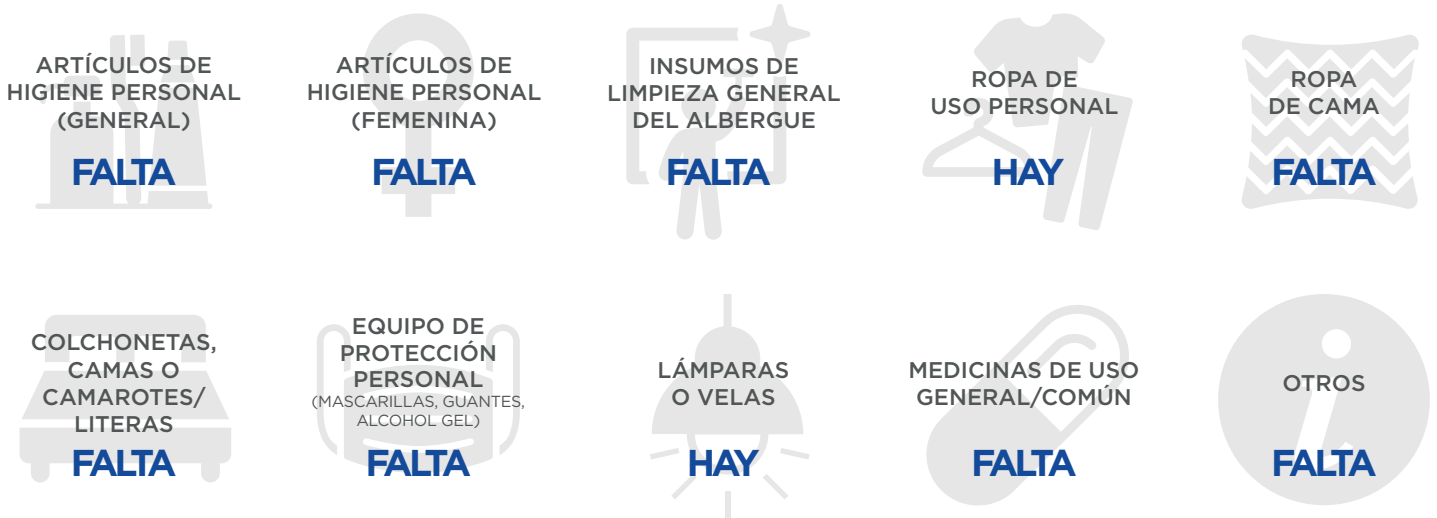 ARTÍCULOS DE
HIGIENE PERSONAL
(GENERAL)
FALTA
ARTÍCULOS DE
HIGIENE PERSONAL
(FEMENINA)
FALTA
INSUMOS DE
LIMPIEZA GENERAL
DEL ALBERGUE
FALTA
ROPA DE
USO PERSONAL
HAY
ROPA
DE CAMA
FALTA
COLCHONETAS,
CAMAS O
CAMAROTES/
LITERAS
FALTA
EQUIPO DE
PROTECCIÓN
PERSONAL
(MASCARILLAS, GUANTES,
ALCOHOL GEL)
FALTA
LÁMPARAS
O VELAS
HAY
MEDICINAS DE USO
GENERAL/COMÚN
FALTA
OTROS
FALTA